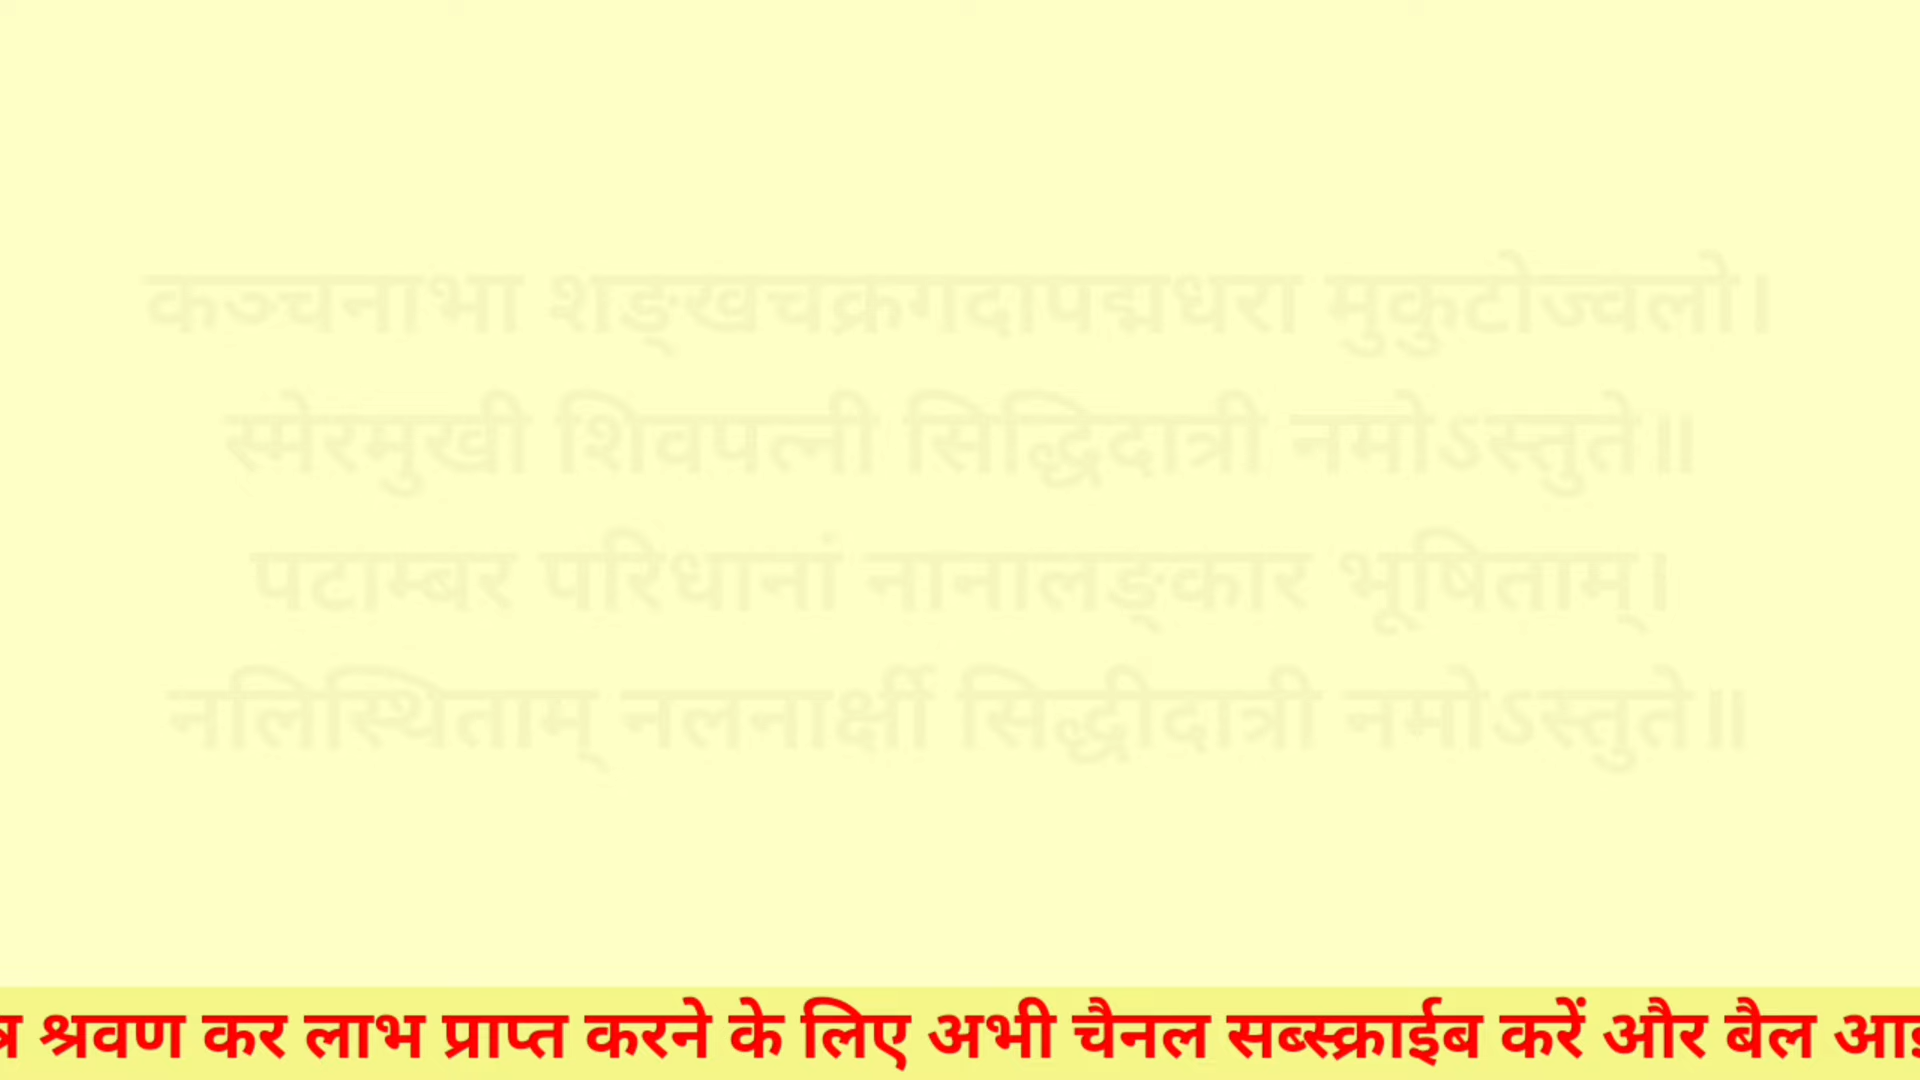 कञ्चनाभा शङ्खचक्रगदापद्मधरा मुकुटोज्वलो।
स्मेरमुखी शिवपत्नी सिद्धिदात्री नमोऽस्तुते॥
पटाम्बर परिधानां नानालङ्कार भूषिताम्।
नलिस्थिताम् नलनार्क्षी सिद्धीदात्री नमोऽस्तुते॥
श्रवण कर लाभ प्राप्त करने के लिए अभी चैनल सब्स्क्राईब करें और बैल